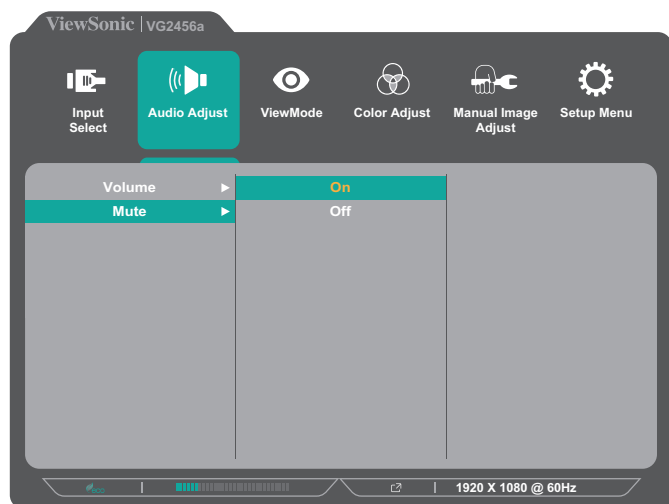 ViewSonic | VG2456a
Input Select
Audio Adjust
ViewMode
Color Adjust
Manual Image Adjust
Setup Menu
Volume
On
Mute
Off
eco
1920 X 1080 @ 60Hz